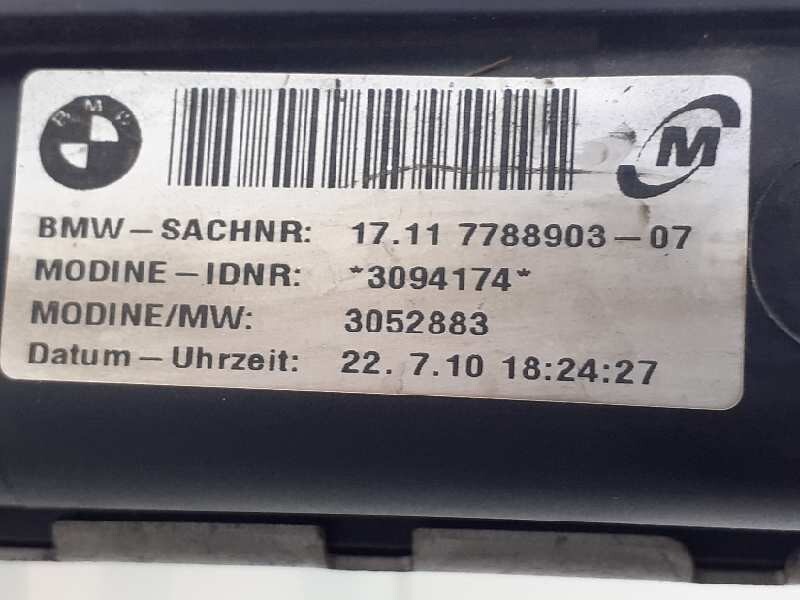 BMW
M
BMW-SACHNR: 17.11 7788903-07
MODINE-IDNR: *3094174*
MODINE/MW: 3052883
Datum-Uhrzeit: 22. 7.10 18:24:27